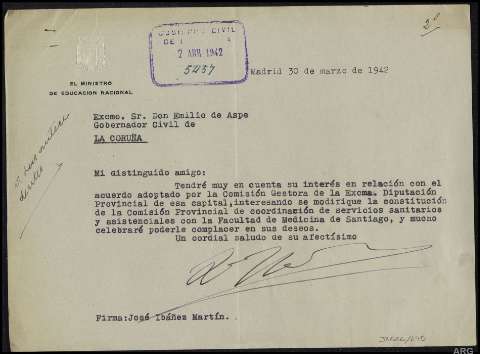 2º
GOBIERNO CIVIL
2 ABR 1942
5437
Madrid 30 de marzo de 1942
EL MINISTRO
DE EDUCACION NACIONAL
Excmo. Sr. Don Emilio de Aspe
Gobernador Civil de
LA CORUÑA
Mi distinguido amigo:
Tendré muy en cuenta su interés en relación con el
acuerdo adoptado por la Comisión Gestora de la Excma. Diputación
Provincial de esa capital,interesando se modifique la constitución
de la Comisión Provincial de coordinación de servicios sanitarios
y asistenciales con la Facultad de Medicina de Santiago, y mucho
celebraré poderle complacer en sus deseos.
Un cordial saludo de su afectísimo
Firma:José Ibáñez Martín.
ARG